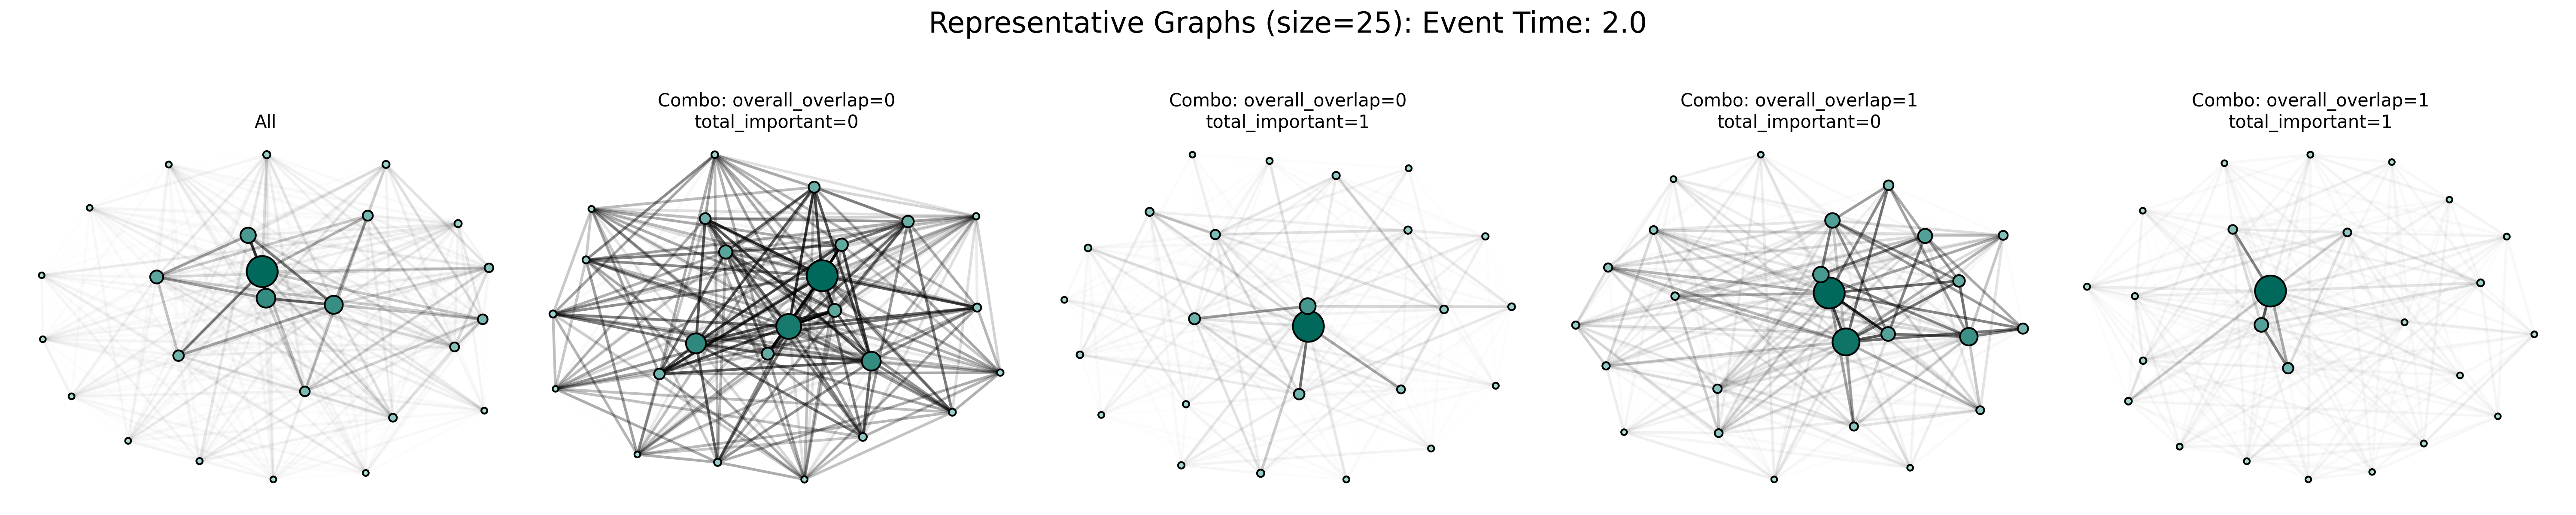 Representative Graphs (size=25): Event Time: 2.0
All
Combo: overall_overlap=0
total_important=0
Combo: overall_overlap=0
total_important=1
Combo: overall_overlap=1
total_important=0
Combo: overall_overlap=1
total_important=1